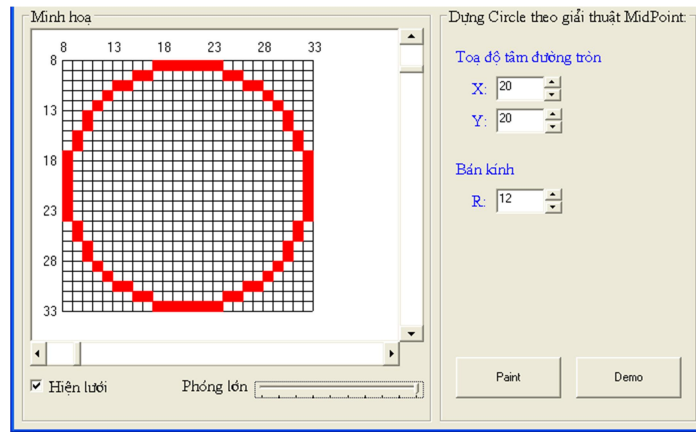 Minh hoạ
8 13 18 23 28 33
8
13
18
23
28
33
Hiện lưới
Phóng lớn
Dựng Circle theo giải thuật MidPoint:
Toạ độ tâm đường tròn
X: 20
Y: 20
Bán kính
R: 12
Paint Demo